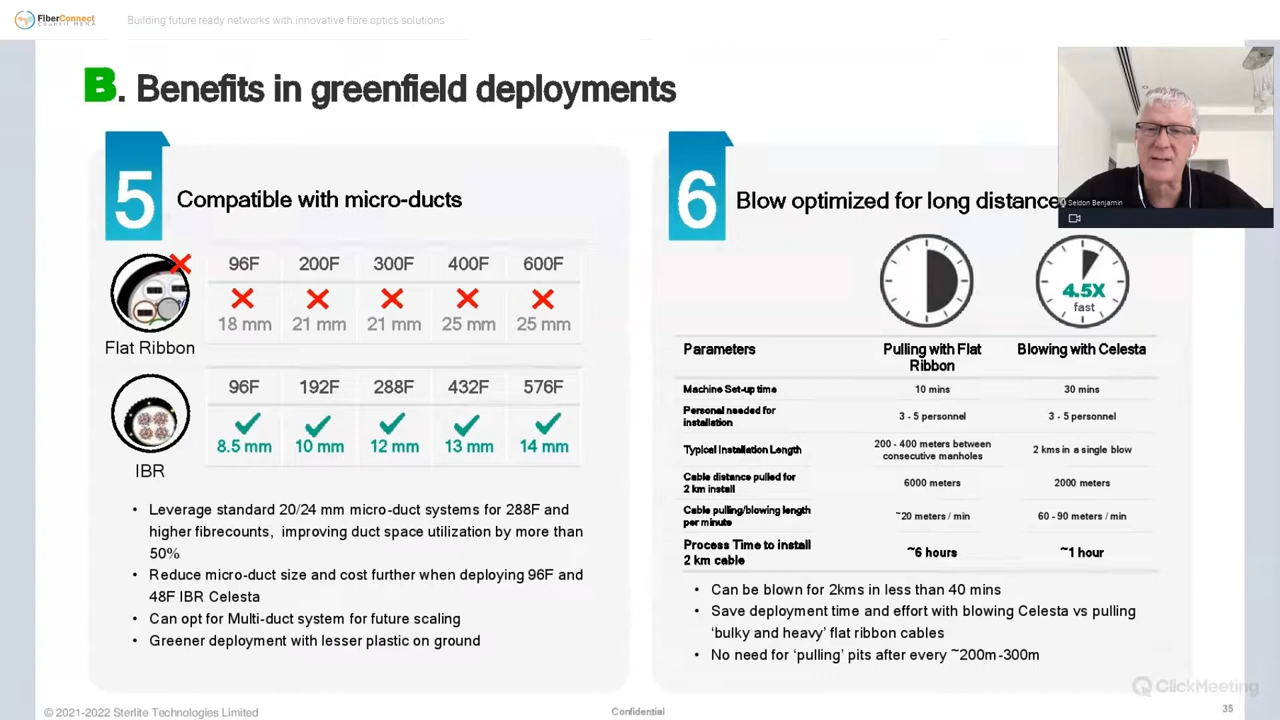 FiberConnect
Council MENA
Building future ready networks with innovative fibre optics solutions
B. Benefits in greenfield deployments
5
Compatible with micro-ducts
96F 200F 300F 400F 600F
18 mm 21 mm 21 mm 25 mm 25 mm
Flat Ribbon
96F 192F 288F 432F 576F
8.5 mm 10 mm 12 mm 13 mm 14 mm
IBR
• Leverage standard 20/24 mm micro-duct systems for 288F and
higher fibrecounts, improving duct space utilization by more than
50%
• Reduce micro-duct size and cost further when deploying 96F and
48F IBR Celesta
• Can opt for Multi-duct system for future scaling
• Greener deployment with lesser plastic on ground
6
Blow optimized for long distance
Seldon Benjamin
4.5X
fast
Parameters Pulling with Flat Blowing with Celesta
Ribbon
Machine Set-up time 10 mins 30 mins
Personal needed for
installation 3 - 5 personnel 3 - 5 personnel
Typical Installation Length 200 - 400 meters between
consecutive manholes 2 kms in a single blow
Cable distance pulled for
2 km install 6000 meters 2000 meters
Cable pulling/blowing length
per minute ~20 meters / min 60 - 90 meters / min
Process Time to install
2 km cable ~6 hours ~1 hour
• Can be blown for 2kms in less than 40 mins
• Save deployment time and effort with blowing Celesta vs pulling
‘bulky and heavy’ flat ribbon cables
• No need for ‘pulling’ pits after every ~200m-300m
ClickMeeting
© 2021-2022 Sterlite Technologies Limited
Confidential
35